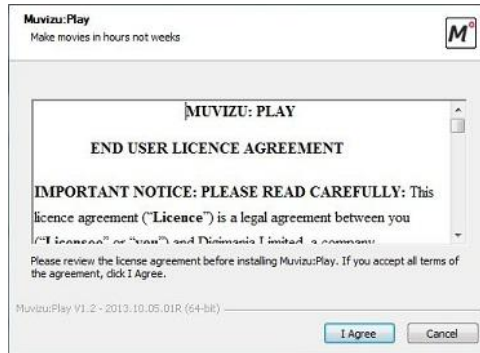 Muvizu:Play
Make movies in hours not weeks
M
MUVIZU: PLAY
END USER LICENCE AGREEMENT
IMPORTANT NOTICE: PLEASE READ CAREFULLY: This
licence agreement (“Licence”) is a legal agreement between you
(“Licensee” or “you”) and Digimania Limited, a company
Please review the license agreement before installing Muvizu:Play. If you accept all terms of
the agreement, click I Agree.
Muvizu:Play V1.2 - 2013.10.05.01R (64-bit)
I Agree
Cancel